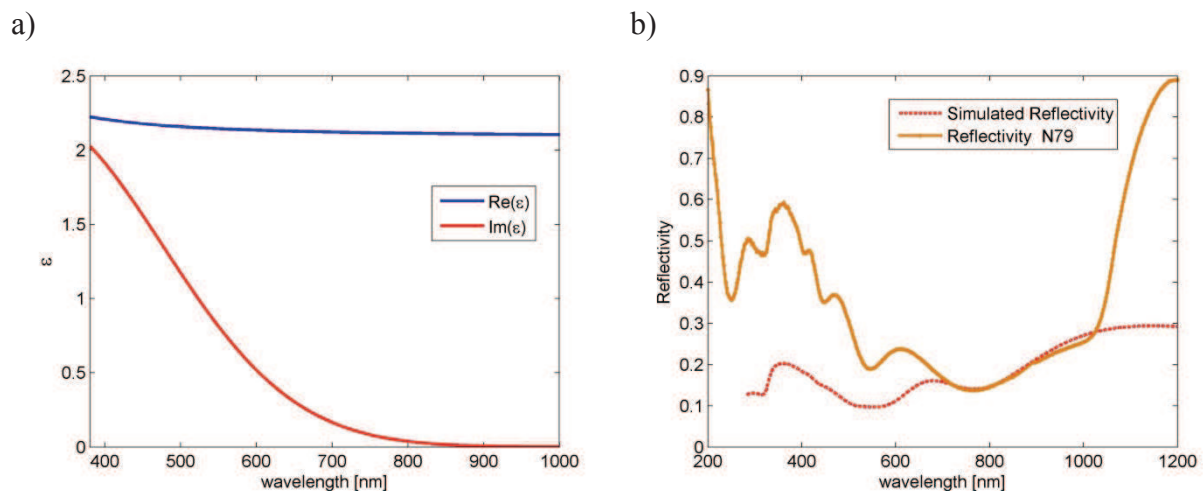 a)
2.5
2
1.5
1
0.5
0
ε
400 500 600 700 800 900 1000
wavelength [nm]
Re(ε)
Im(ε)
b)
0.9
0.8
0.7
0.6
0.5
0.4
0.3
0.2
0.1
0
Reflectivity
200 400 600 800 1000 1200
wavelength [nm]
Simulated Reflectivity
Reflectivity N79